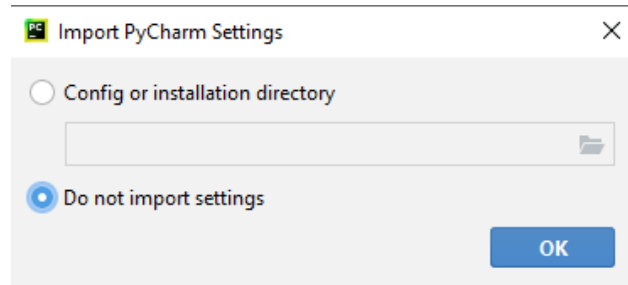 PC Import PyCharm Settings
Config or installation directory
Do not import settings
OK